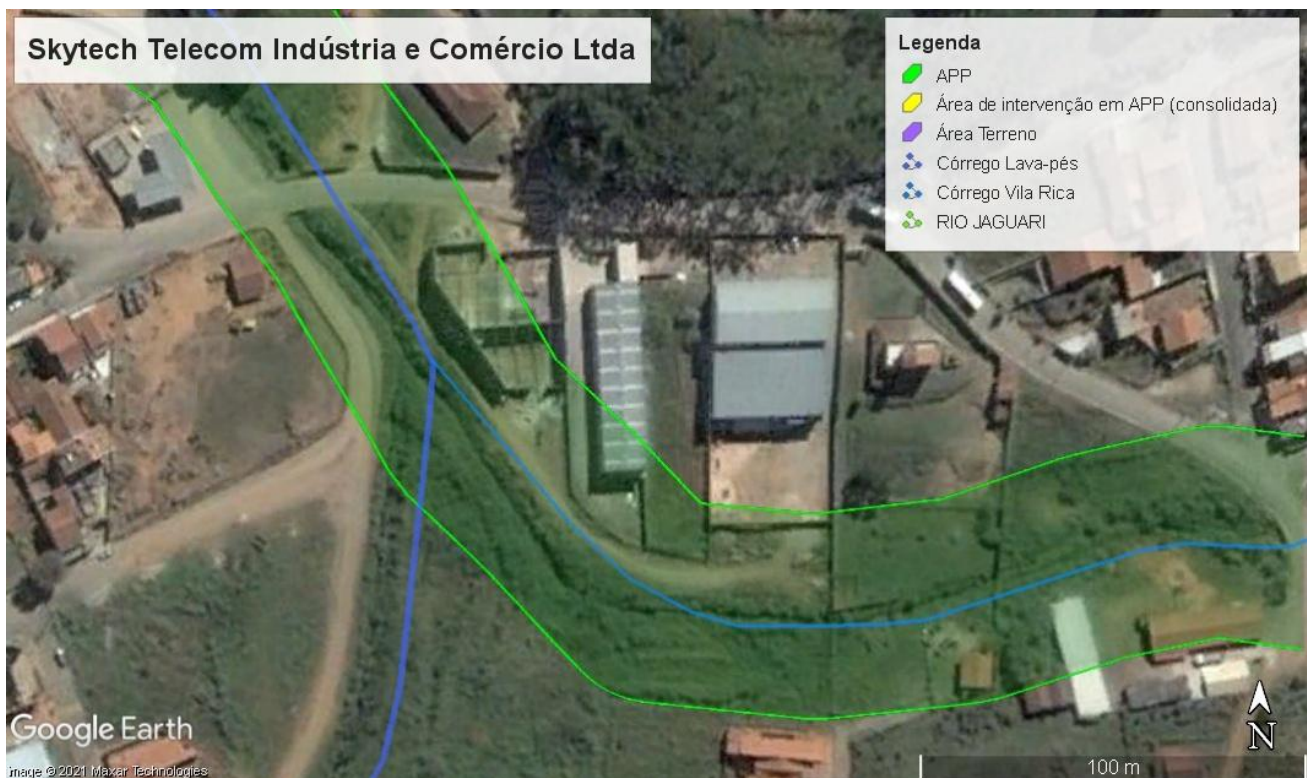 Skytech Telecom Indústria e Comércio Ltda
Legenda
APP
Área de intervenção em APP (consolidada)
Área Terreno
Córrego Lava-pés
Córrego Vila Rica
RIO JAGUARI
Google Earth
Image © 2021 Maxar Technologies
N
100 m